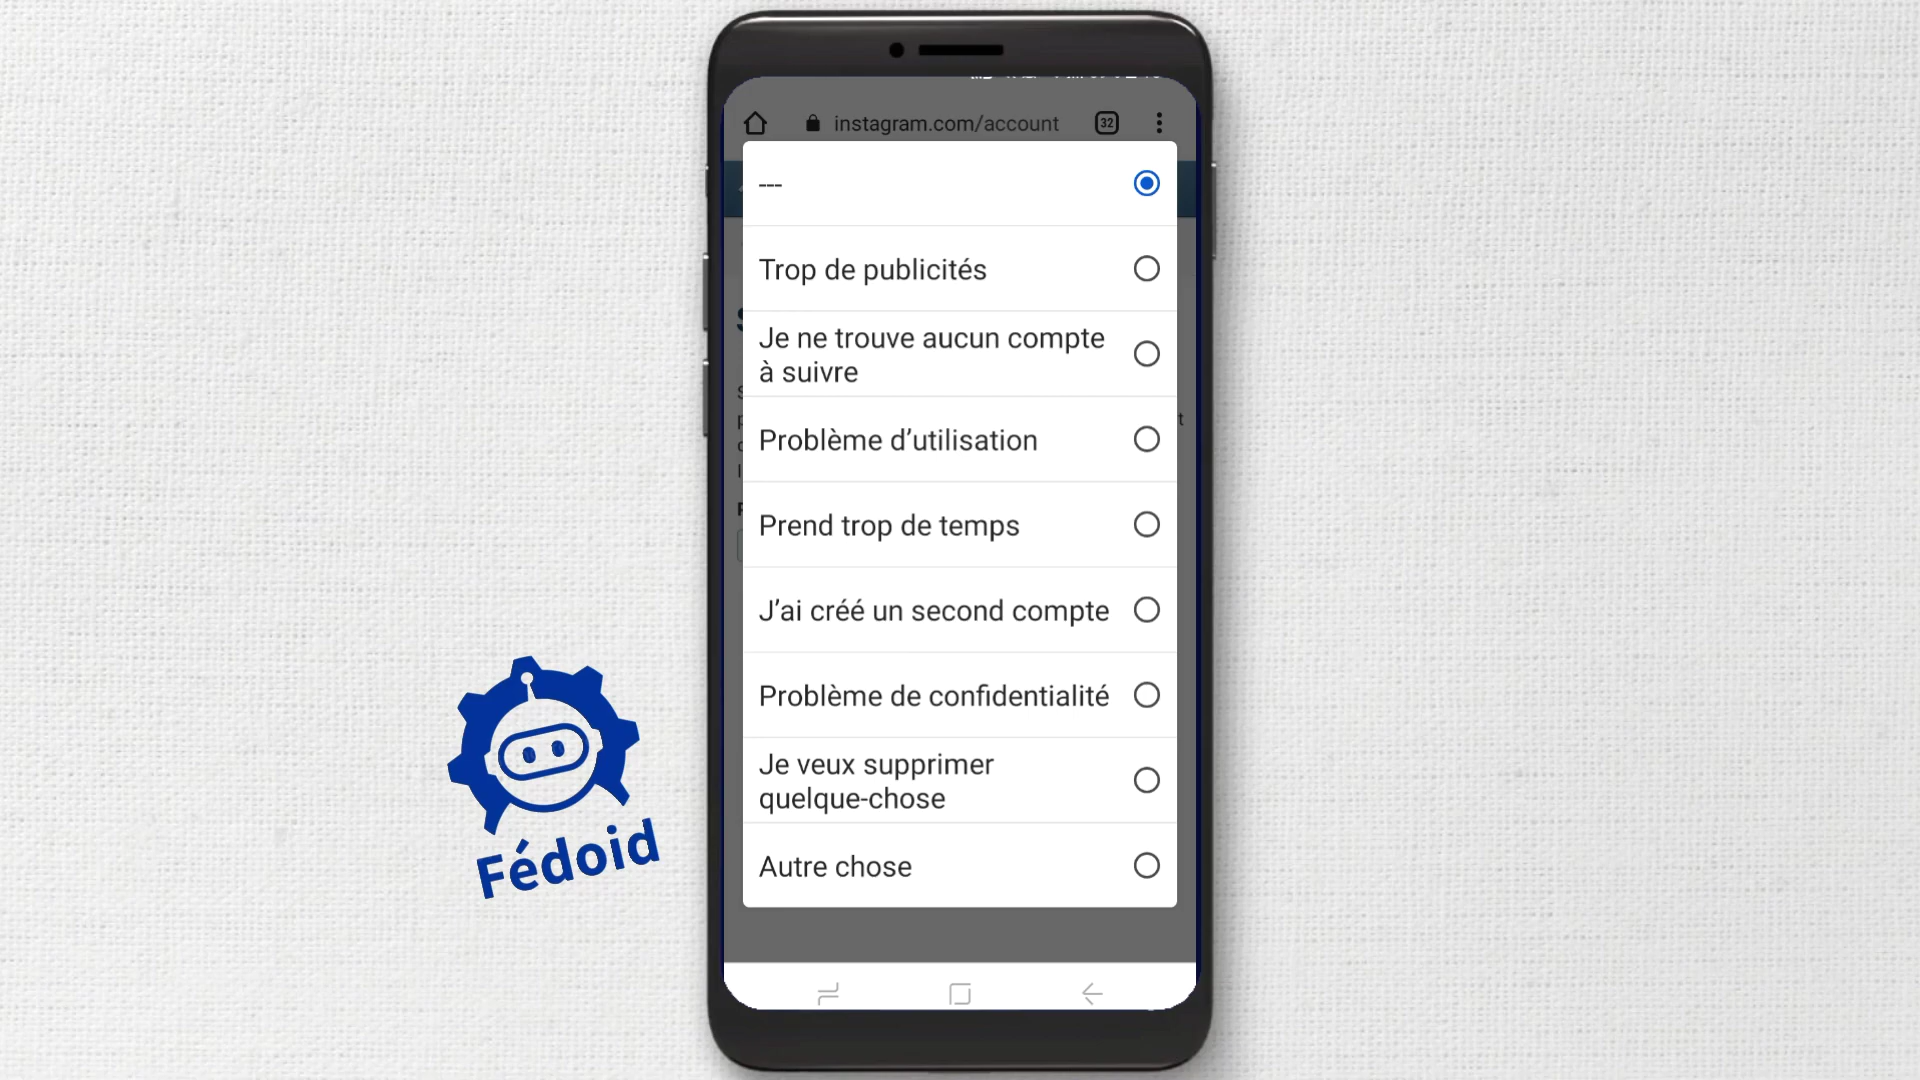 instagram.com/account
32
---
Trop de publicités
Je ne trouve aucun compte
à suivre
Problème d’utilisation
Prend trop de temps
J’ai créé un second compte
Problème de confidentialité
Je veux supprimer
quelque-chose
Autre chose
Fédoid